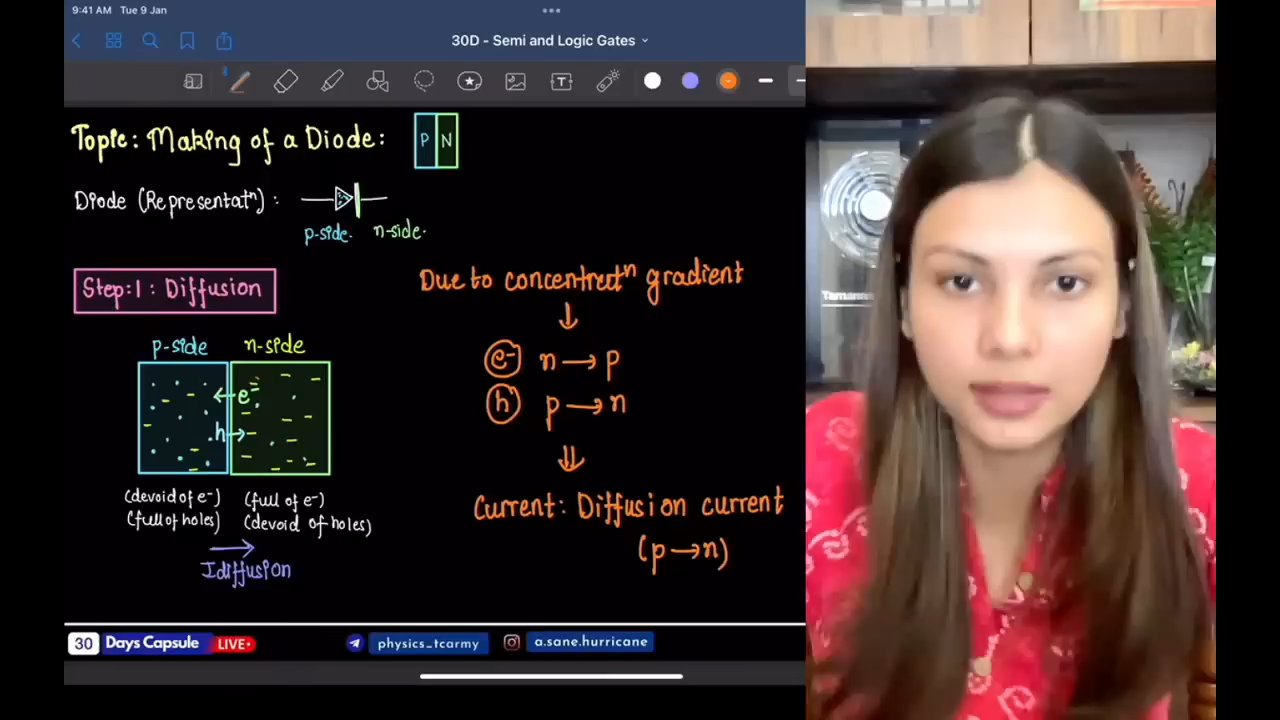 9:41 AM Tue 9 Jan
30D - Semi and Logic Gates
T
Topic: Making of a Diode:
P N
Diode (Representatⁿ) :
p-side. n-side.
Step:1 : Diffusion
Due to concentratⁿ gradient
⇓
e⁻ n → p
h p → n
⇓
Current: Diffusion current
(p → n)
p-side n-side
← e⁻
h →
(devoid of e⁻) (full of e⁻)
(full of holes) (devoid of holes)
→
Idiffusion
30 Days Capsule LIVE
physics_tcarmy
a.sane.hurricane